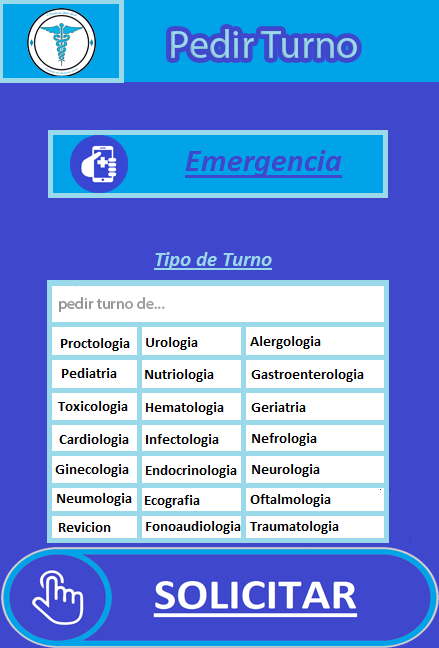 Pedir Turno
Emergencia
Tipo de Turno
pedir turno de...
Proctologia Urologia Alergologia
Pediatria Nutriologia Gastroenterologia
Toxicologia Hematologia Geriatria
Cardiologia Infectologia Nefrologia
Ginecologia Endocrinologia Neurologia
Neumologia Ecografia Oftalmologia
Revicion Fonoaudiologia Traumatologia
SOLICITAR